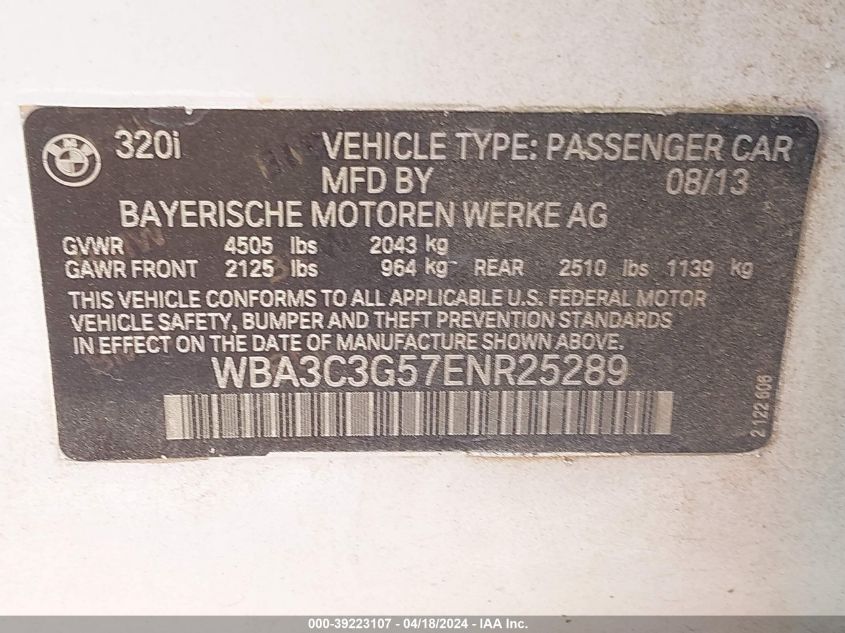 BMW 320i VEHICLE TYPE: PASSENGER CAR
MFD BY 08/13
BAYERISCHE MOTOREN WERKE AG
GVWR 4505 lbs 2043 kg
GAWR FRONT 2125 lbs 964 kg REAR 2510 lbs 1139 kg
THIS VEHICLE CONFORMS TO ALL APPLICABLE U.S. FEDERAL MOTOR
VEHICLE SAFETY, BUMPER AND THEFT PREVENTION STANDARDS
IN EFFECT ON THE DATE OF MANUFACTURE SHOWN ABOVE.
WBA3C3G57ENR25289
2 122 606
000-39223107 - 04/18/2024 - IAA Inc.